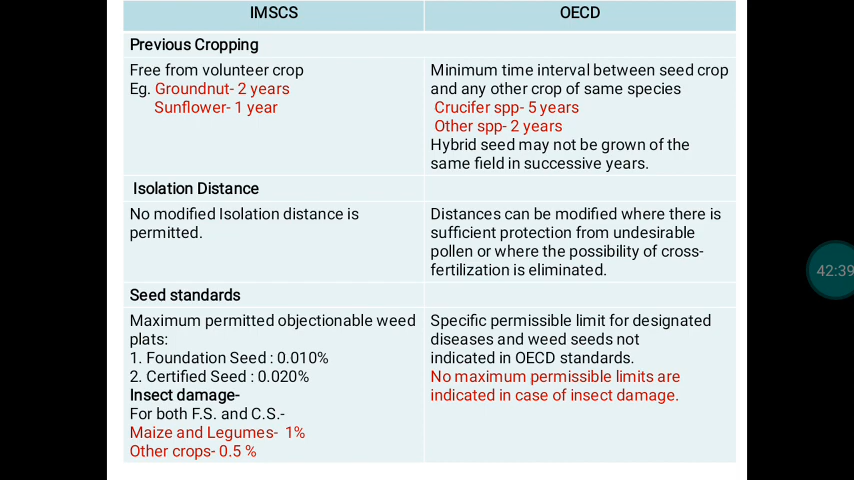 IMSCS
OECD
Previous Cropping
Free from volunteer crop
Eg. Groundnut- 2 years
Sunflower- 1 year
Minimum time interval between seed crop
and any other crop of same species
Crucifer spp- 5 years
Other spp- 2 years
Hybrid seed may not be grown of the
same field in successive years.
Isolation Distance
No modified Isolation distance is
permitted.
Distances can be modified where there is
sufficient protection from undesirable
pollen or where the possibility of cross-
fertilization is eliminated.
Seed standards
Maximum permitted objectionable weed
plats:
1. Foundation Seed : 0.010%
2. Certified Seed : 0.020%
Insect damage-
For both F.S. and C.S.-
Maize and Legumes- 1%
Other crops- 0.5 %
Specific permissible limit for designated
diseases and weed seeds not
indicated in OECD standards.
No maximum permissible limits are
indicated in case of insect damage.
42:39